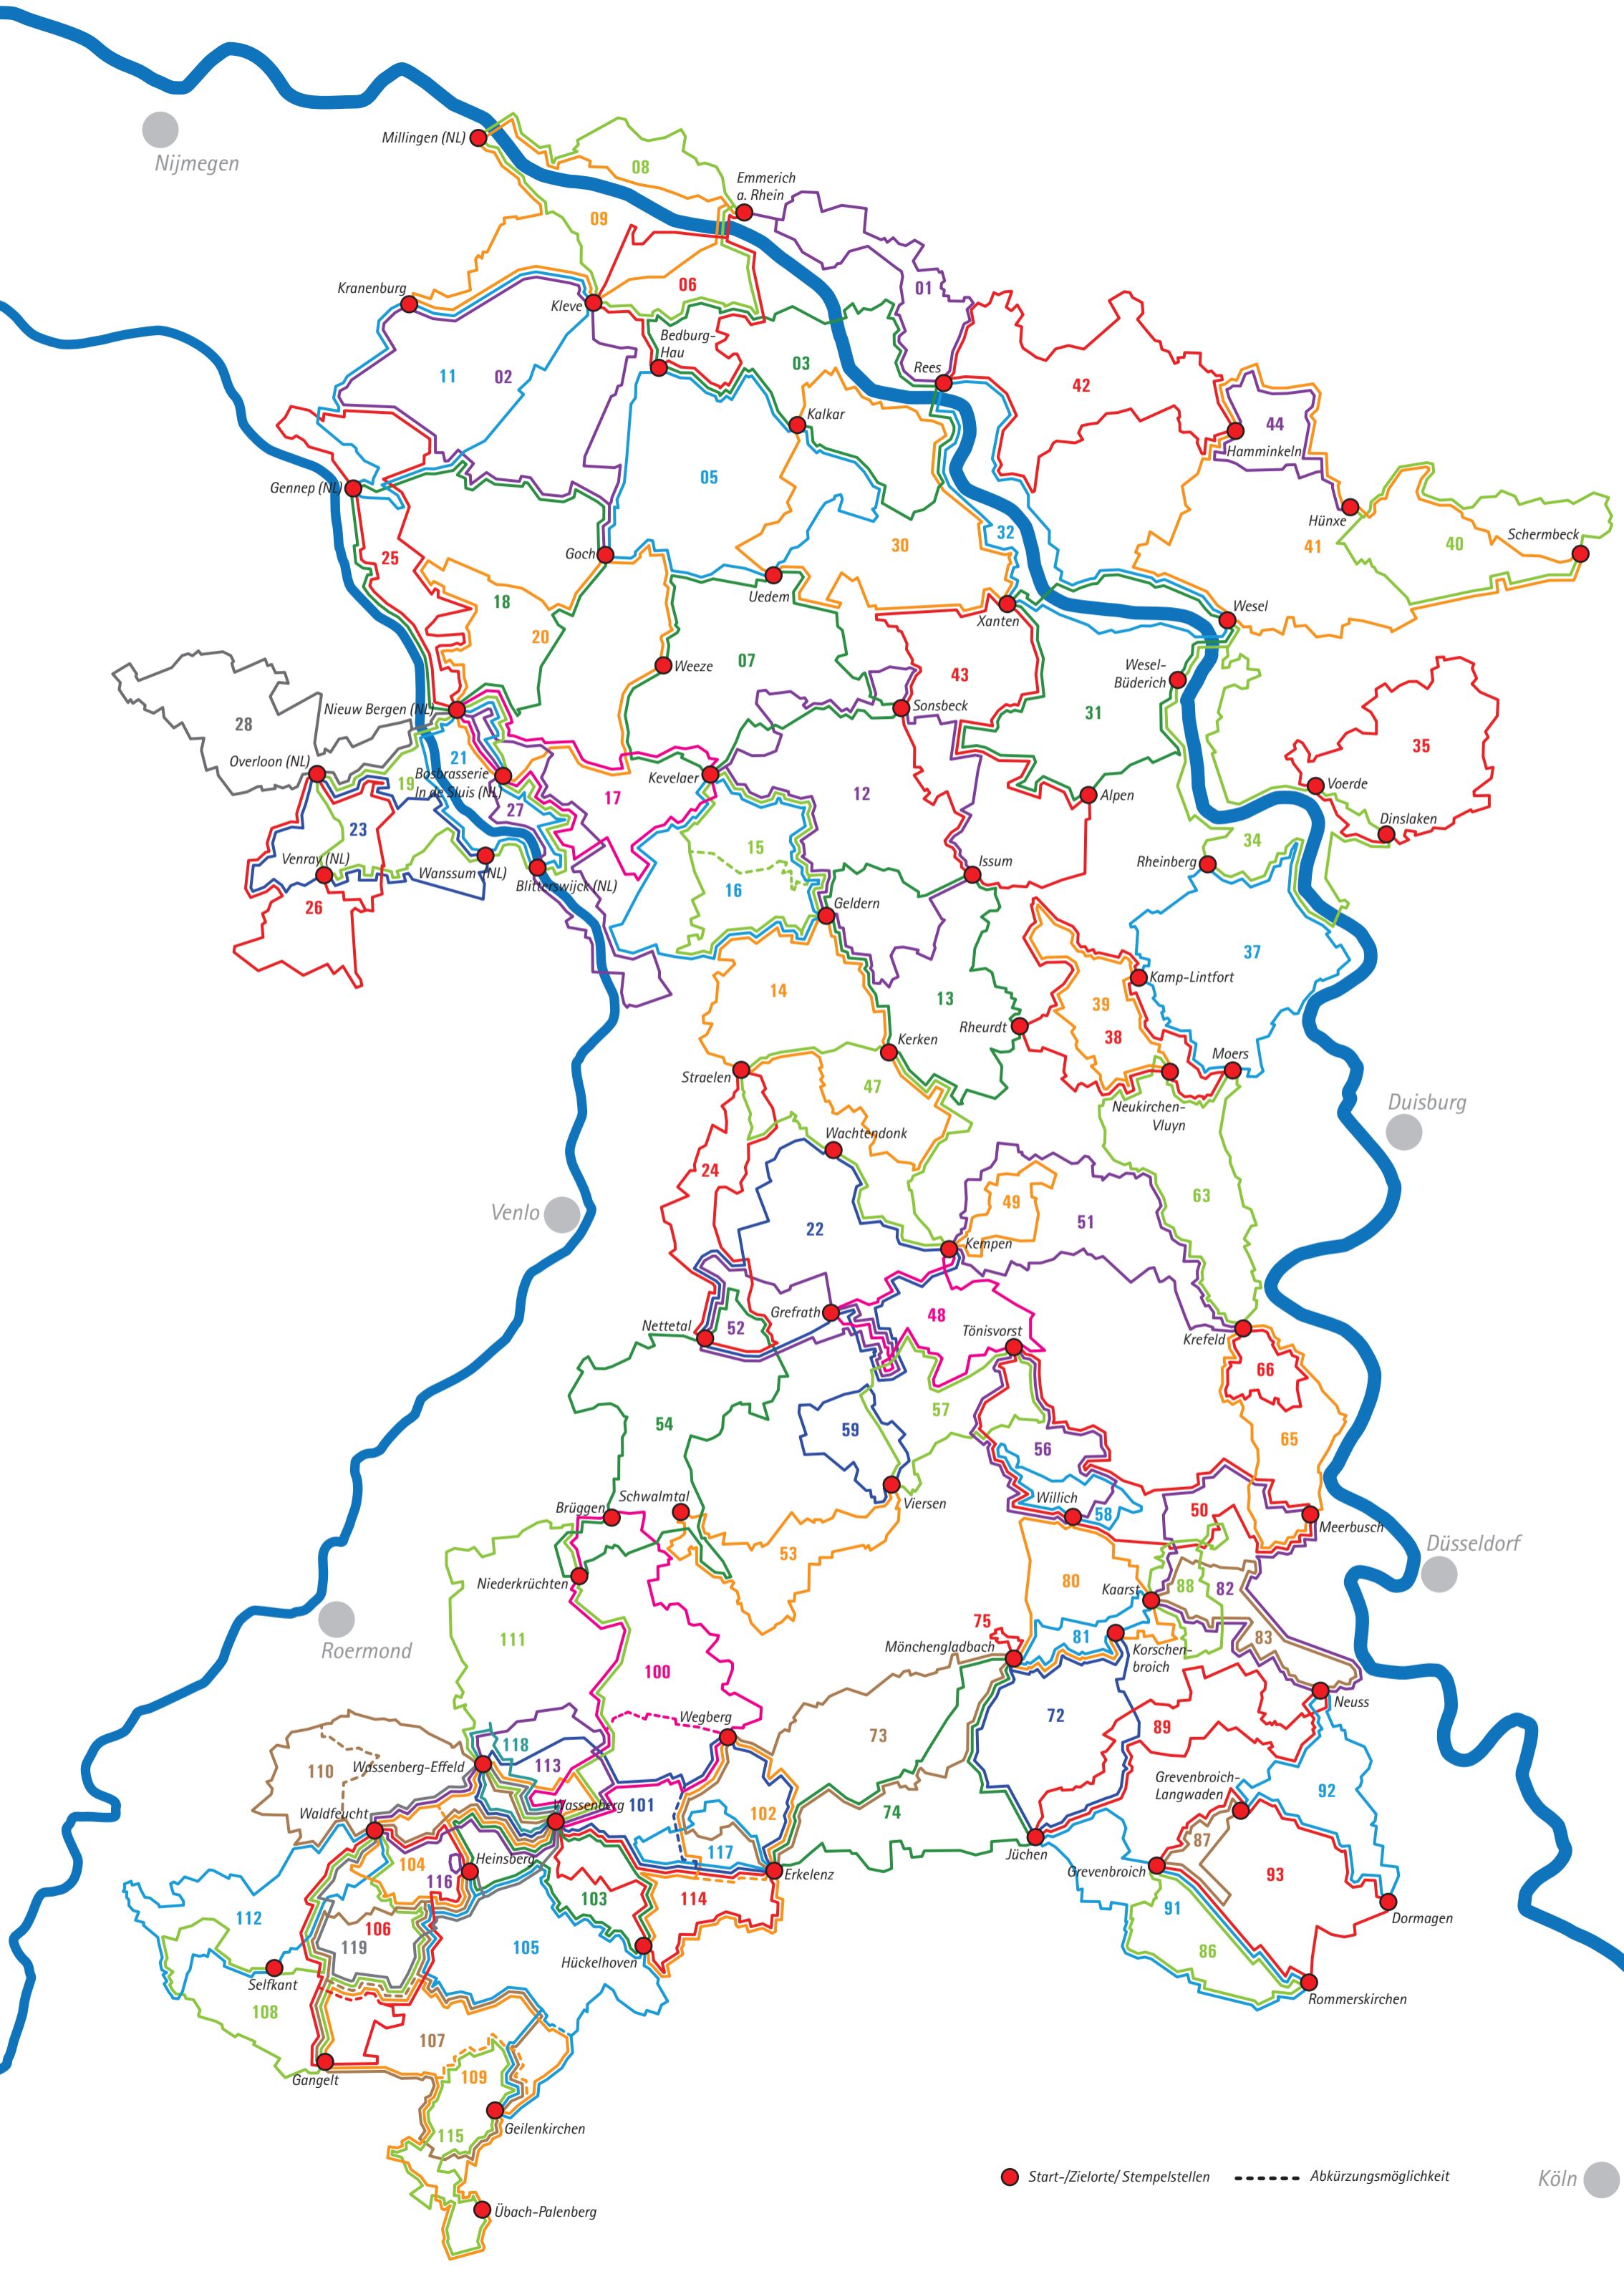 Millingen (NL)
Nijmegen
08
Emmerich
a. Rhein
09
Kranenburg
06
01
Kleve
Bedburg-
Hau
03
Rees
11
02
42
Kalkar
44
Hamminkeln
05
Gennep (NL)
Hünxe
Schermbeck
32
30
41
40
Goch
25
Uedem
18
Xanten
Wesel
20
07
Weeze
43
Wesel-
Büderich
Nieuw Bergen (NL)
Sonsbeck
31
28
21
35
Overloon (NL)
Bosbrasserie
in de Sluis (NL)
19
Kevelaer
Voerde
17
12
Alpen
27
Dinslaken
23
15
34
Venray (NL)
Wanssum (NL)
Blitterswijck (NL)
16
Issum
Rheinberg
26
Geldern
37
14
13
Kamp-Lintfort
39
Rheurdt
38
Kerken
Moers
Straelen
47
Neukirchen-
Vluyn
Duisburg
Wachtendonk
24
49
63
Venlo
22
51
Kempen
Grefrath
48
Nettetal
52
Tönisvorst
Krefeld
66
57
54
59
65
56
Brüggen
Schwalmtal
Viersen
Willich
58
50
Meerbusch
53
Düsseldorf
Niederkrüchten
80
Kaarst
88
82
75
111
Mönchengladbach
81
83
Roermond
Korschen-
broich
100
Neuss
Wegberg
72
89
73
118
113
110
Wassenberg-Effeld
Grevenbroich-
Langwaden
92
Wassenberg
101
102
Waldfeucht
74
87
117
Jüchen
104
Heinsberg
Erkelenz
Grevenbroich
93
116
103
114
112
106
91
Dormagen
119
105
Hückelhoven
86
Selfkant
Rommerskirchen
108
107
109
Gangelt
Geilenkirchen
115
Start-/Zielorte/ Stempelstellen
Abkürzungsmöglichkeit
Köln
Übach-Palenberg